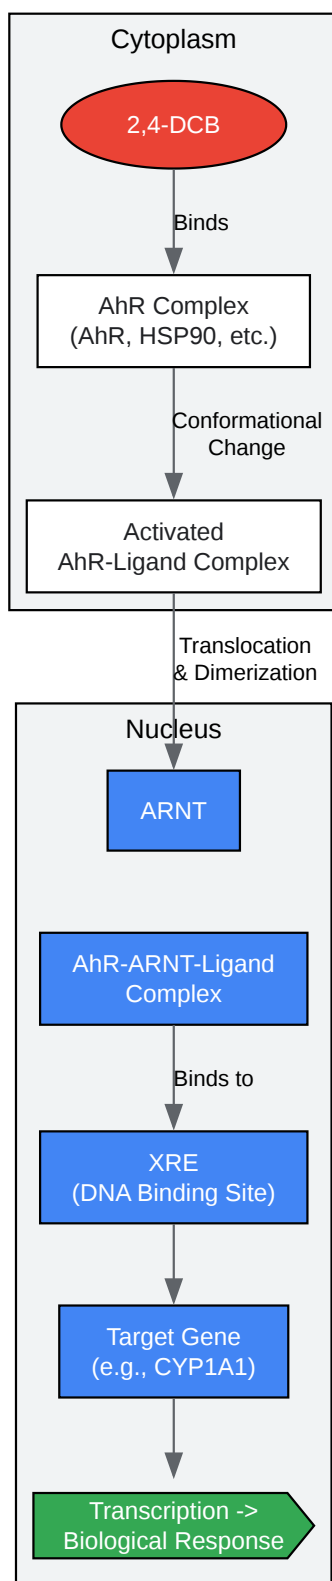 Cytoplasm
2,4-DCB
Binds
AhR Complex
(AhR, HSP90, etc.)
Conformational
Change
Activated
AhR-Ligand Complex
Translocation
& Dimerization
Nucleus
ARNT
AhR-ARNT-Ligand
Complex
Binds to
XRE
(DNA Binding Site)
Target Gene
(e.g., CYP1A1)
Transcription ->
Biological Response